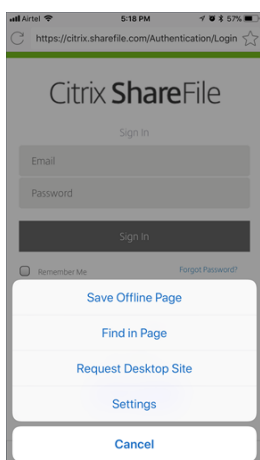 Airtel 5:18 PM 57%
https://citrix.sharefile.com/Authentication/Login
Citrix ShareFile
Sign In
Email
Password
Sign In
Remember Me Forgot Password?
Save Offline Page
Find in Page
Request Desktop Site
Settings
Cancel